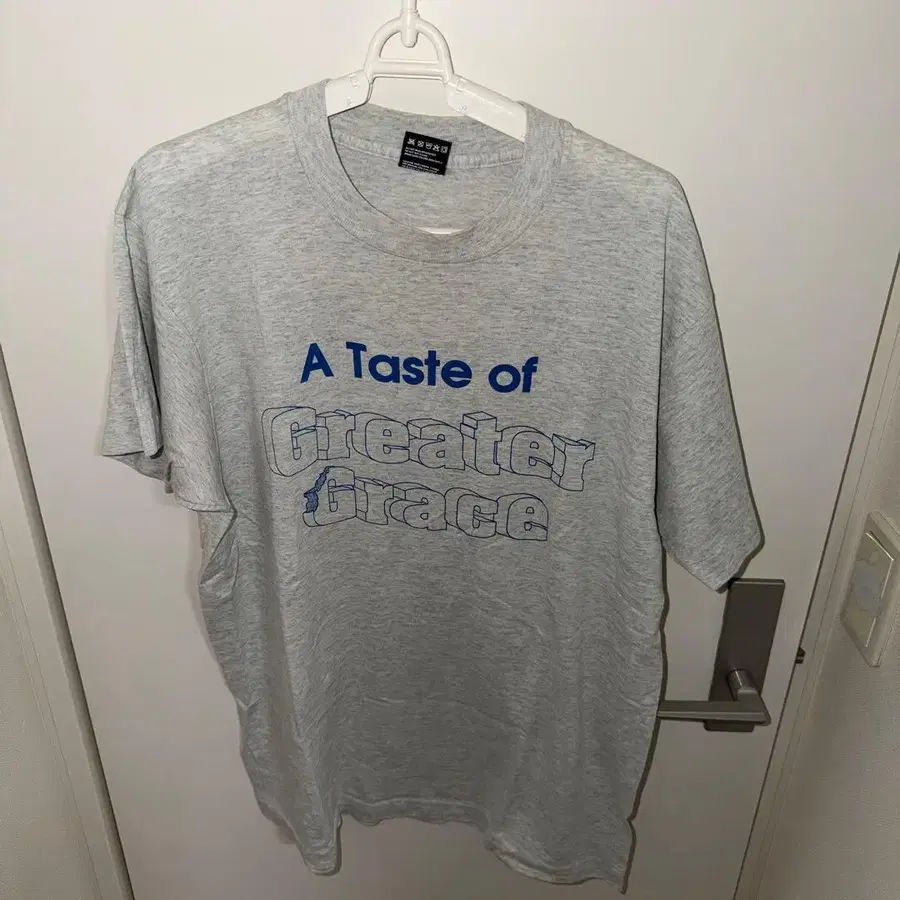 A Taste of
Greater
Grace